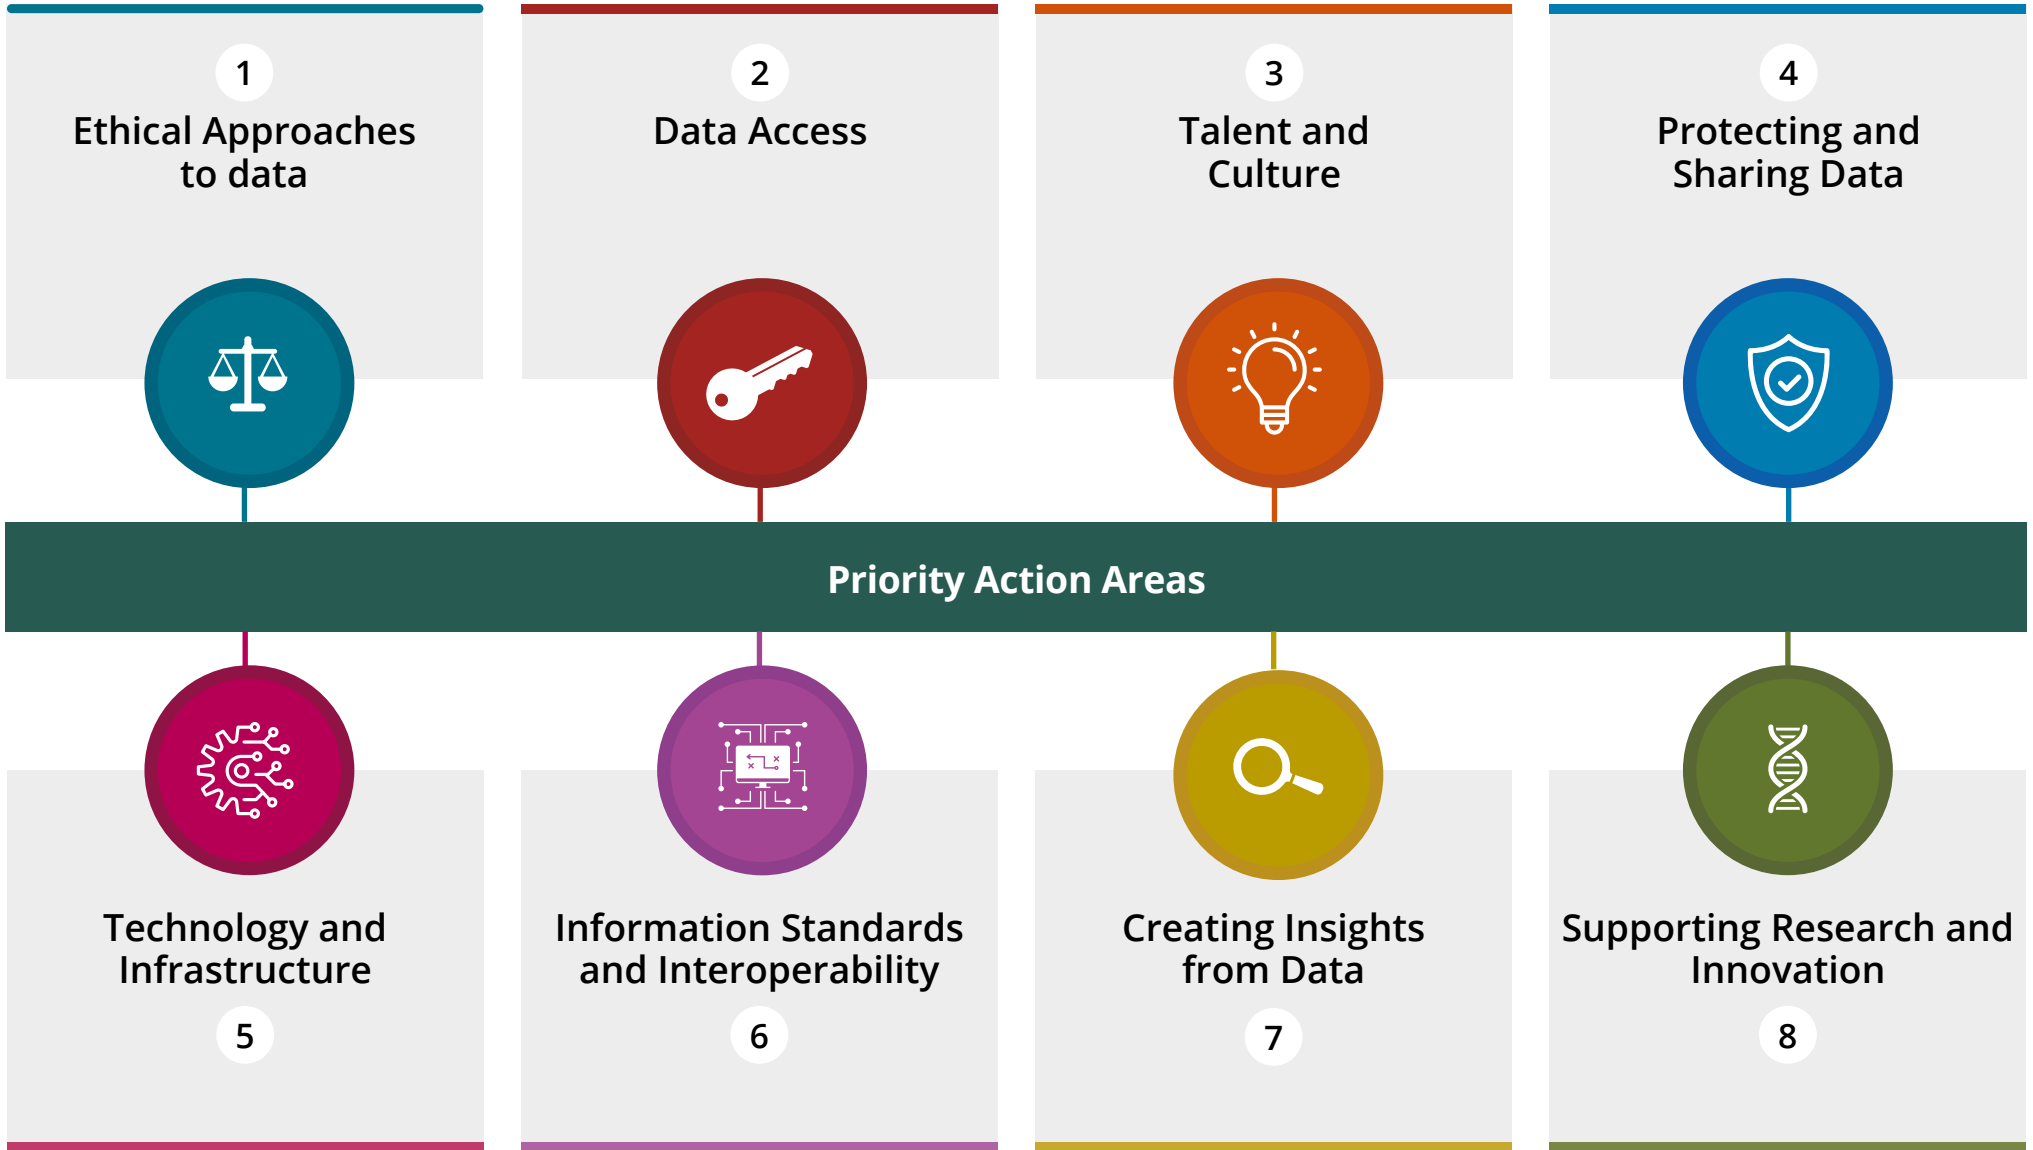 1
Ethical Approaches
to data
2
Data Access
3
Talent and
Culture
4
Protecting and
Sharing Data
Priority Action Areas
Technology and
Infrastructure
5
Information Standards
and Interoperability
6
Creating Insights
from Data
7
Supporting Research and
Innovation
8